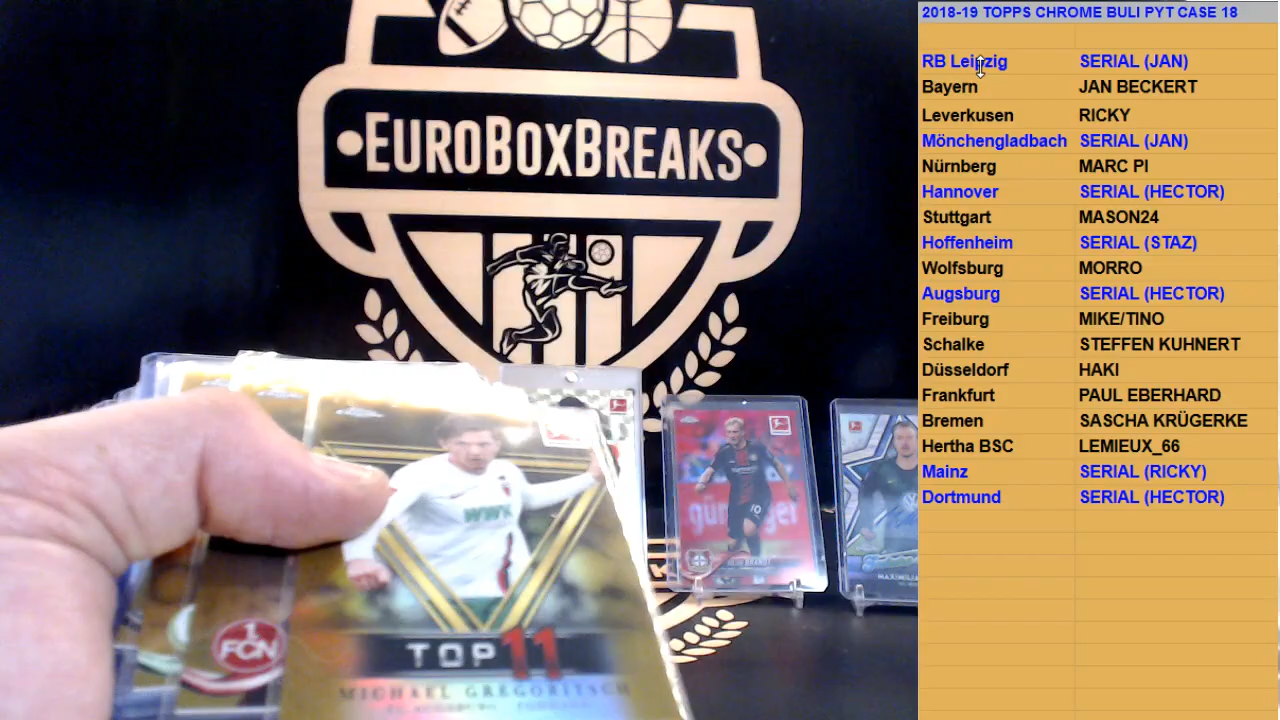 EUROBOXBREAKS
WWK
TOP 11
MICHAEL GREGORITSCH
1.
FCN
10
BRANDT
2018-19 TOPPS CHROME BULI PYT CASE 18
RB Leipzig SERIAL (JAN)
Bayern JAN BECKERT
Leverkusen RICKY
Mönchengladbach SERIAL (JAN)
Nürnberg MARC PI
Hannover SERIAL (HECTOR)
Stuttgart MASON24
Hoffenheim SERIAL (STAZ)
Wolfsburg MORRO
Augsburg SERIAL (HECTOR)
Freiburg MIKE/TINO
Schalke STEFFEN KUHNERT
Düsseldorf HAKI
Frankfurt PAUL EBERHARD
Bremen SASCHA KRÜGERKE
Hertha BSC LEMIEUX_66
Mainz SERIAL (RICKY)
Dortmund SERIAL (HECTOR)